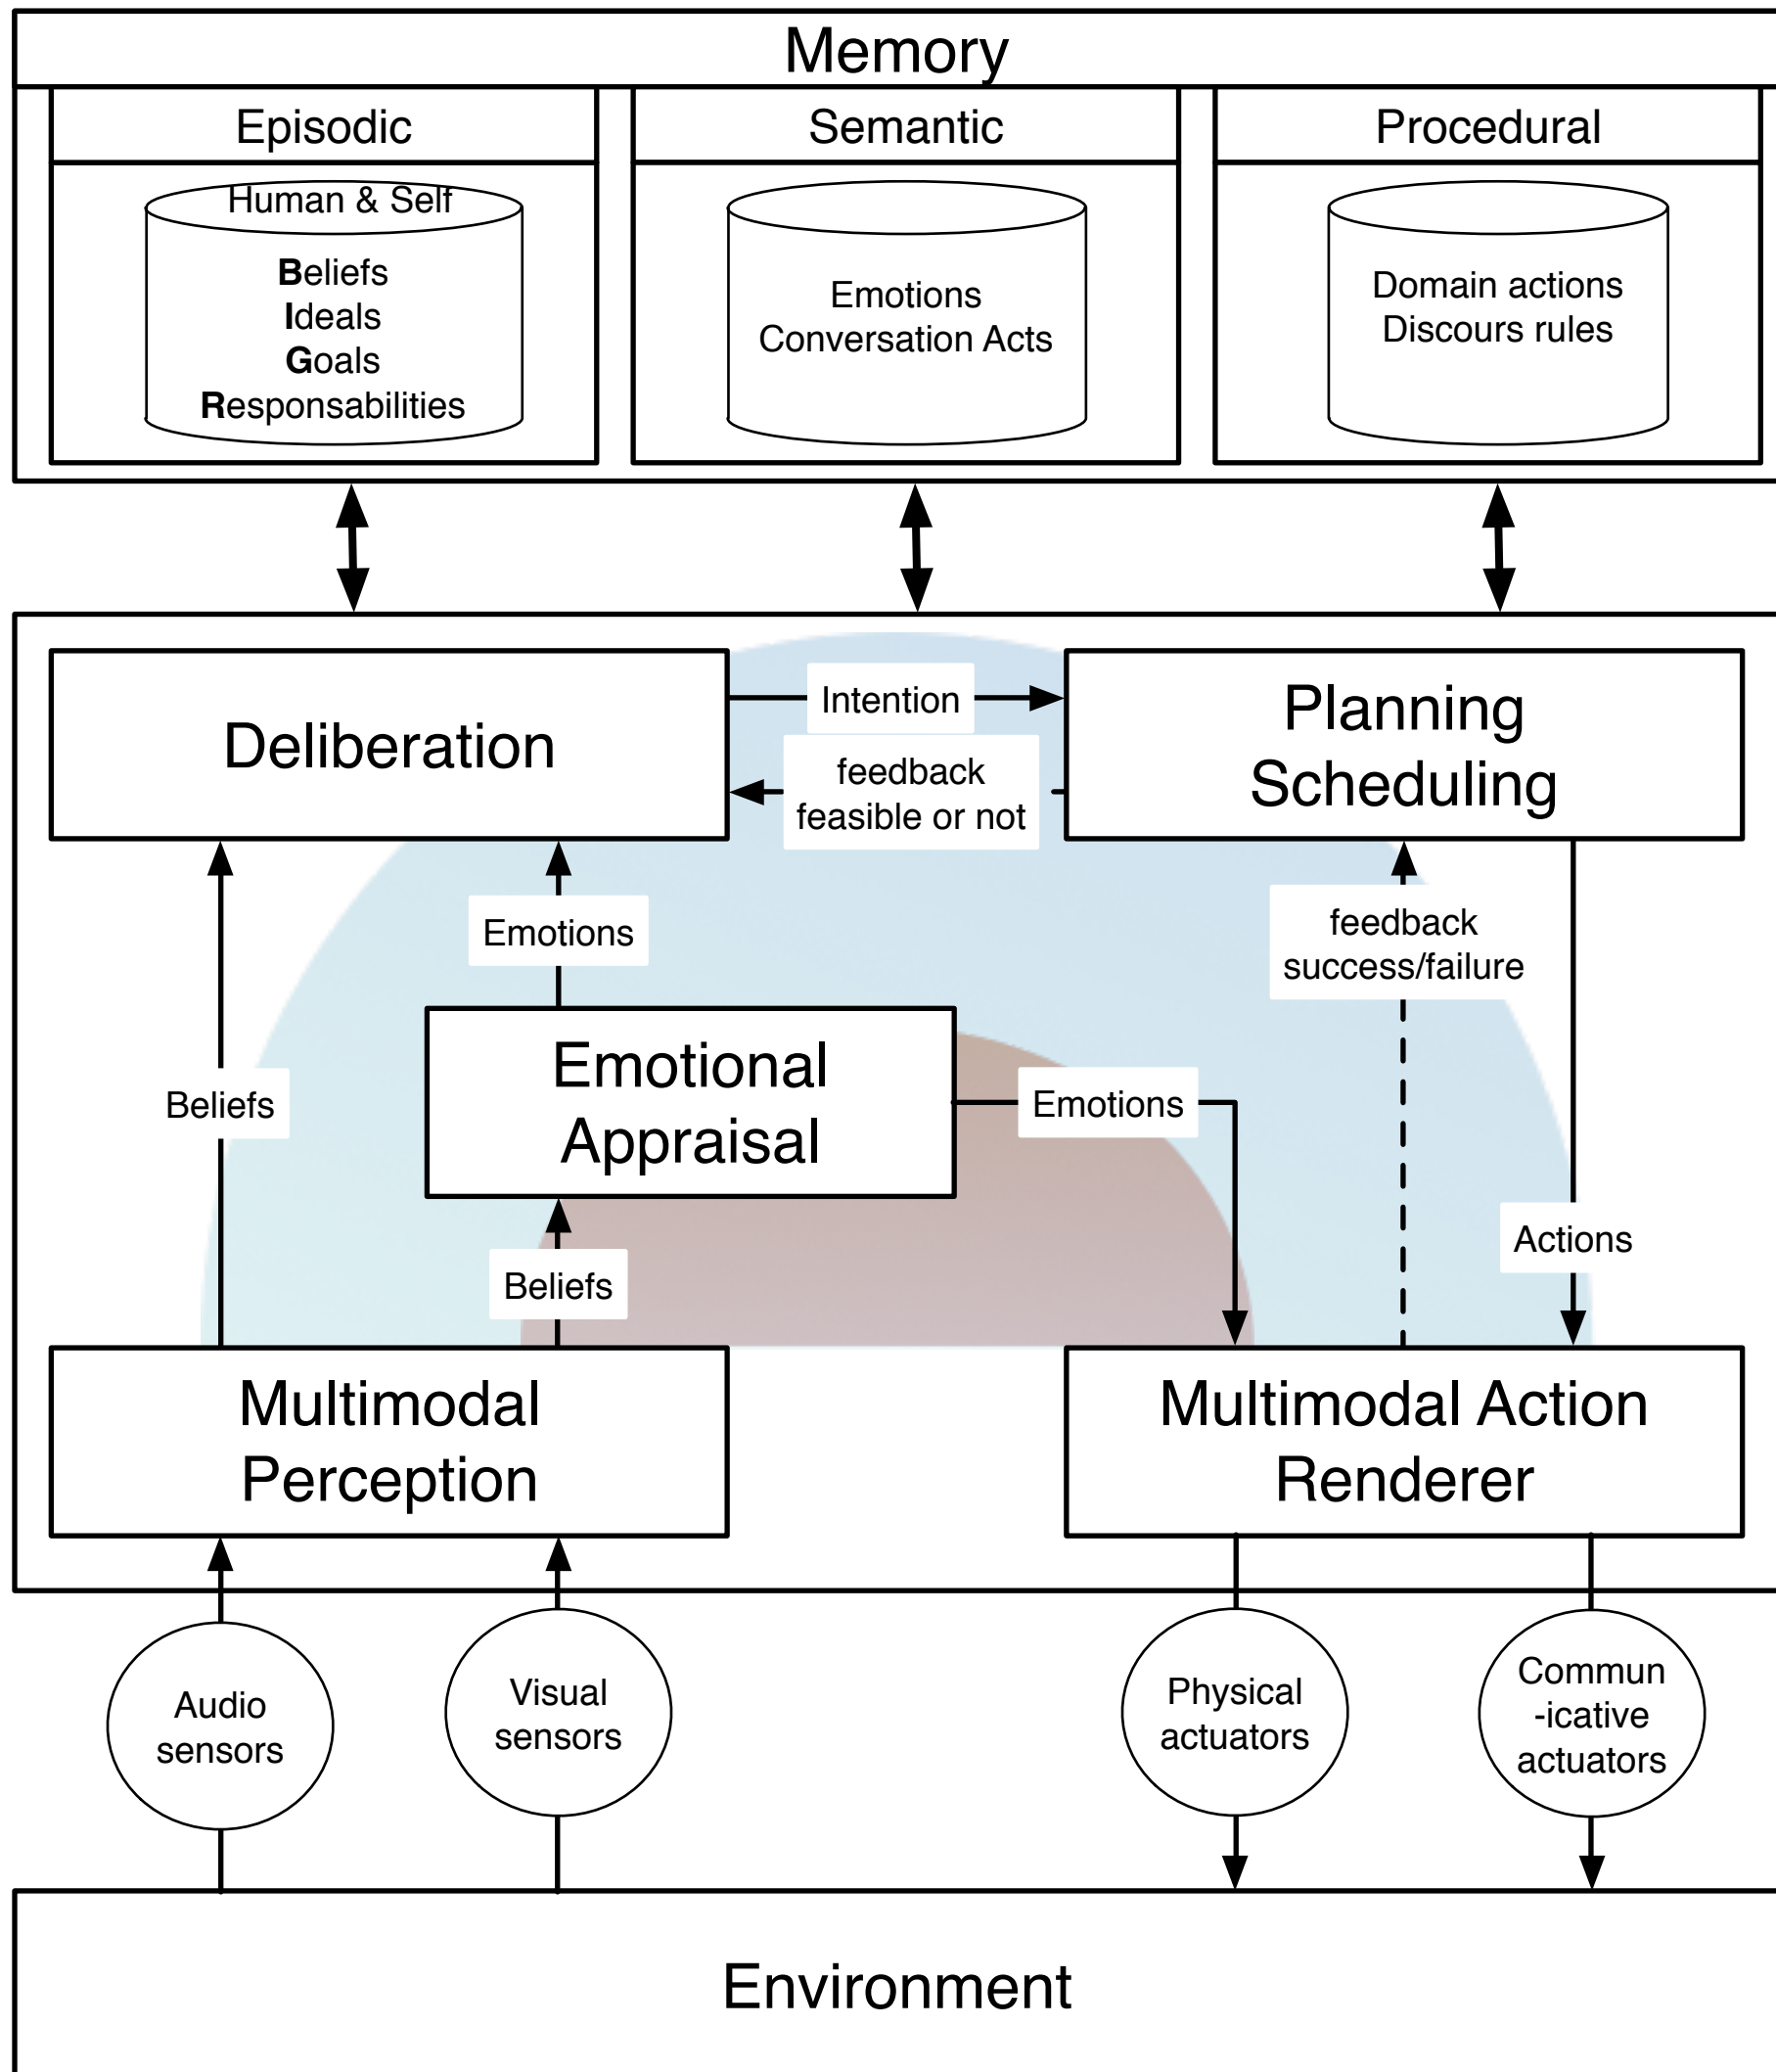 Memory
Episodic
Semantic
Procedural
Human & Self
Beliefs
Ideals
Goals
Responsabilities
Emotions
Conversation Acts
Domain actions
Discours rules
Deliberation
Intention
feedback
feasible or not
Planning
Scheduling
Emotions
feedback
success/failure
Emotional
Appraisal
Beliefs
Emotions
Beliefs
Actions
Multimodal
Perception
Multimodal Action
Renderer
Audio
sensors
Visual
sensors
Physical
actuators
Commun
-icative
actuators
Environment